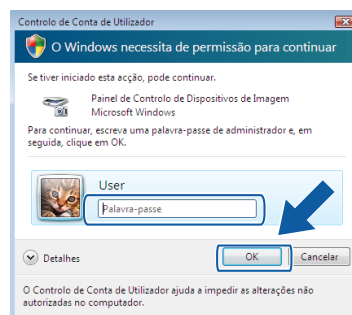 Controlo de Conta de Utilizador
O Windows necessita de permissão para continuar
Se tiver iniciado esta acção, pode continuar.
Painel de Controlo de Dispositivos de Imagem
Microsoft Windows
Para continuar, escreva uma palavra-passe de administrador e, em
seguida, clique em OK.
User
Palavra-passe
Detalhes
OK
Cancelar
O Controlo de Conta de Utilizador ajuda a impedir as alterações não
autorizadas no computador.